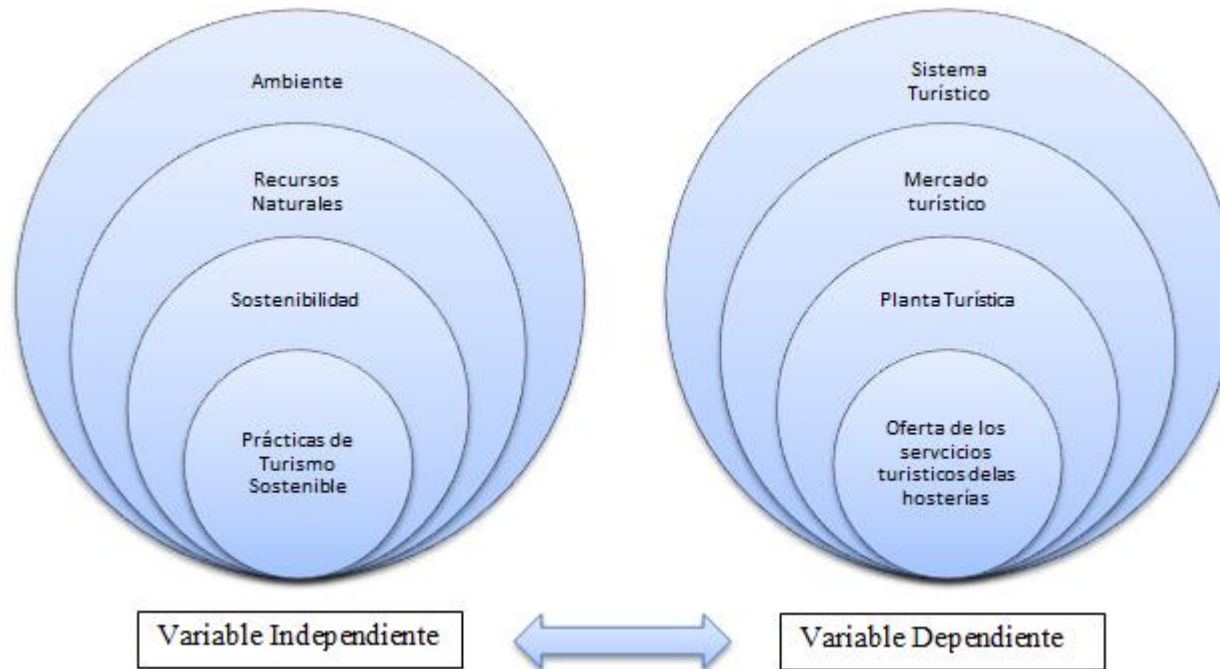 Ambiente
Recursos
Naturales
Sostenibilidad
Prácticas de
Turismo
Sostenible
Variable Independiente
Sistema
Turístico
Mercado
turístico
Planta Turística
Oferta de los
servcicios
turisticos delas
hosterías
Variable Dependiente